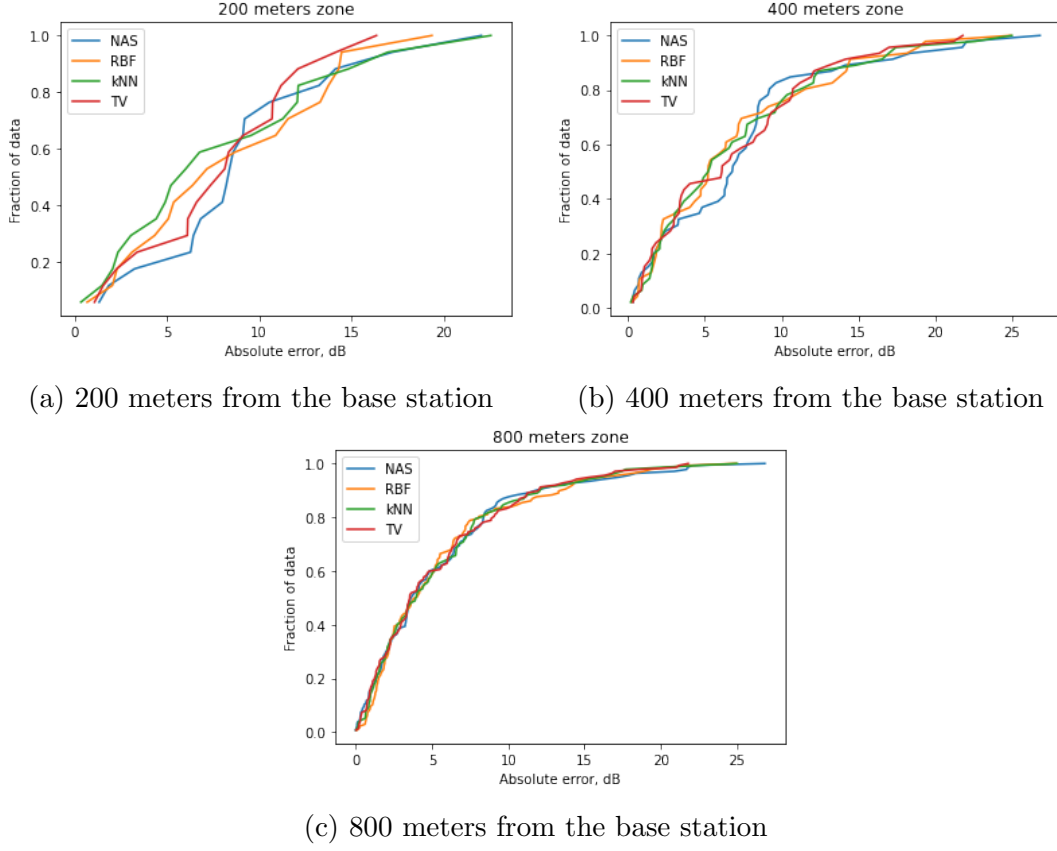 200 meters zone
1.0
0.8
0.6
0.4
0.2
Fraction of data
NAS
RBF
kNN
TV
0
5
10
15
20
Absolute error, dB
(a) 200 meters from the base station
400 meters zone
1.0
0.8
0.6
0.4
0.2
0.0
Fraction of data
NAS
RBF
kNN
TV
0
5
10
15
20
25
Absolute error, dB
(b) 400 meters from the base station
800 meters zone
1.0
0.8
0.6
0.4
0.2
0.0
Fraction of data
NAS
RBF
kNN
TV
0
5
10
15
20
25
Absolute error, dB
(c) 800 meters from the base station